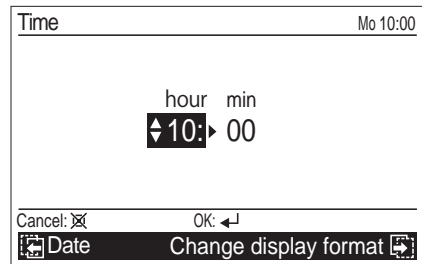 Time Mo 10:00
hour min
10: 00
Cancel: OK:
Date Change display format